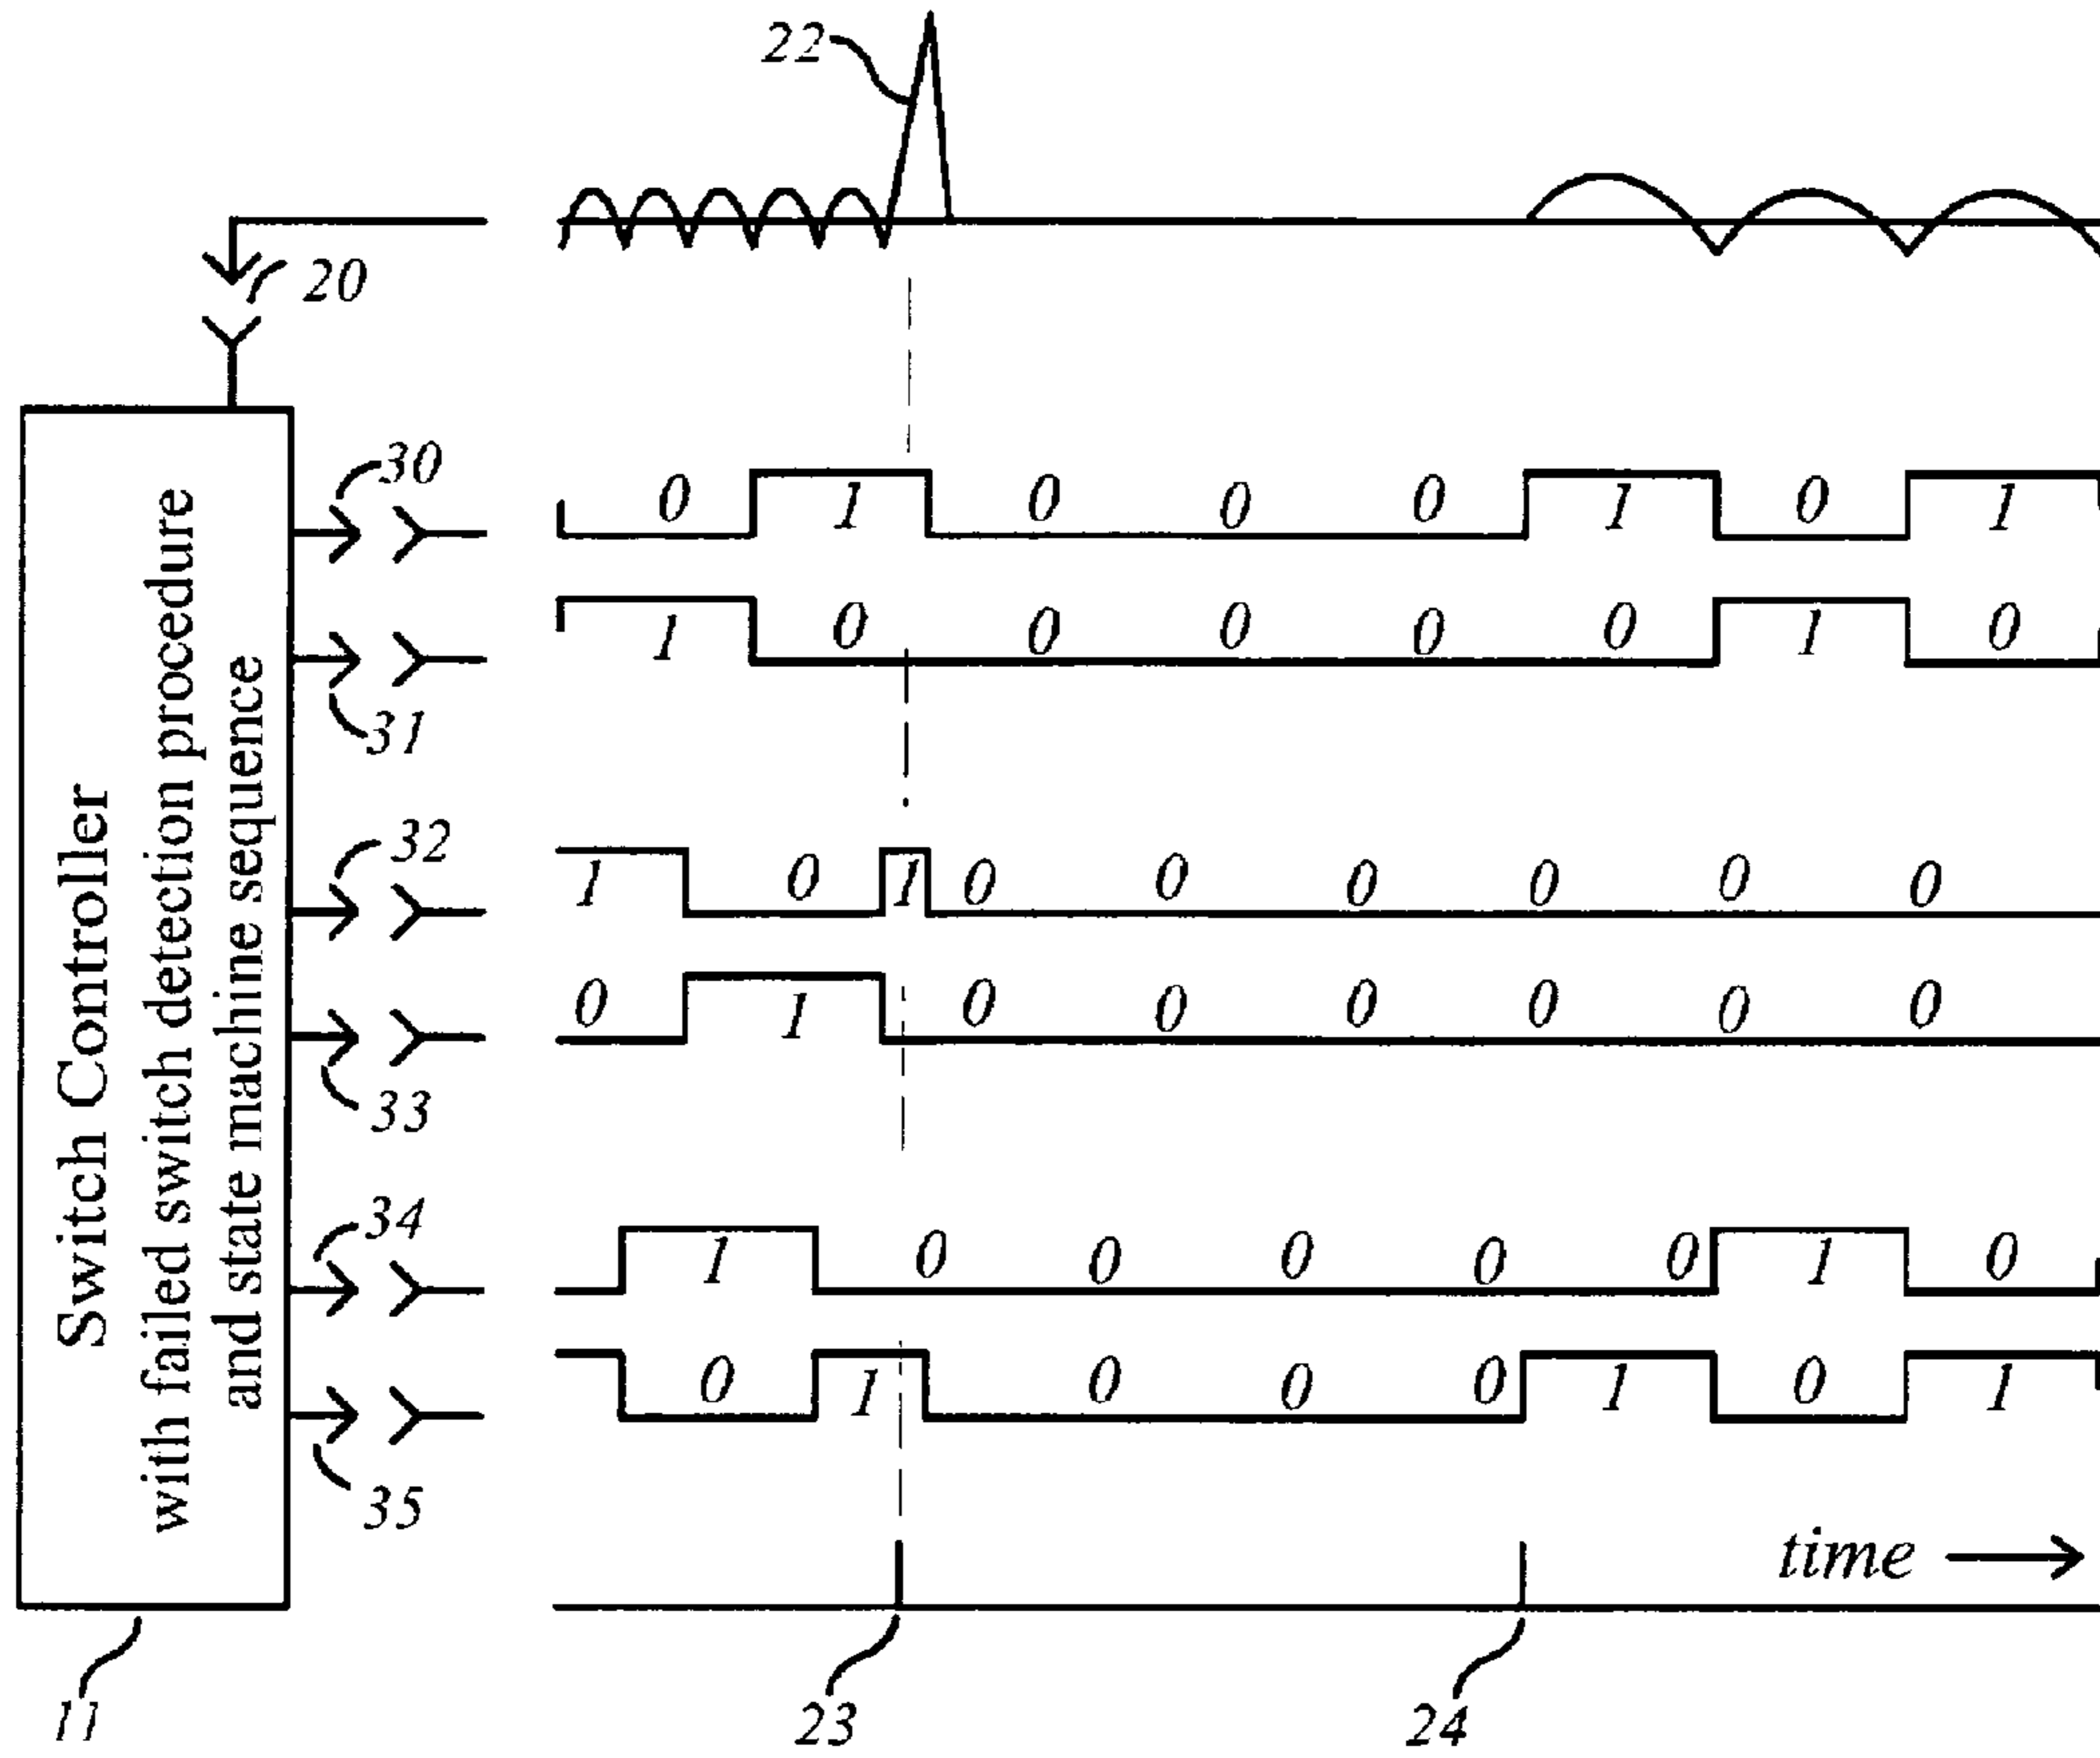 22
20
Switch Controller
with failed switch detection procedure
and state machine sequence
30
0 1 0 0 0 1 0 1
31
1 0 0 0 0 0 1 0
32
1 0 1 0 0 0 0 0 0
33
0 1 0 0 0 0 0 0
34
1 0 0 0 0 0 1 0
35
0 1 0 0 0 1 0 1
time
11
23
24